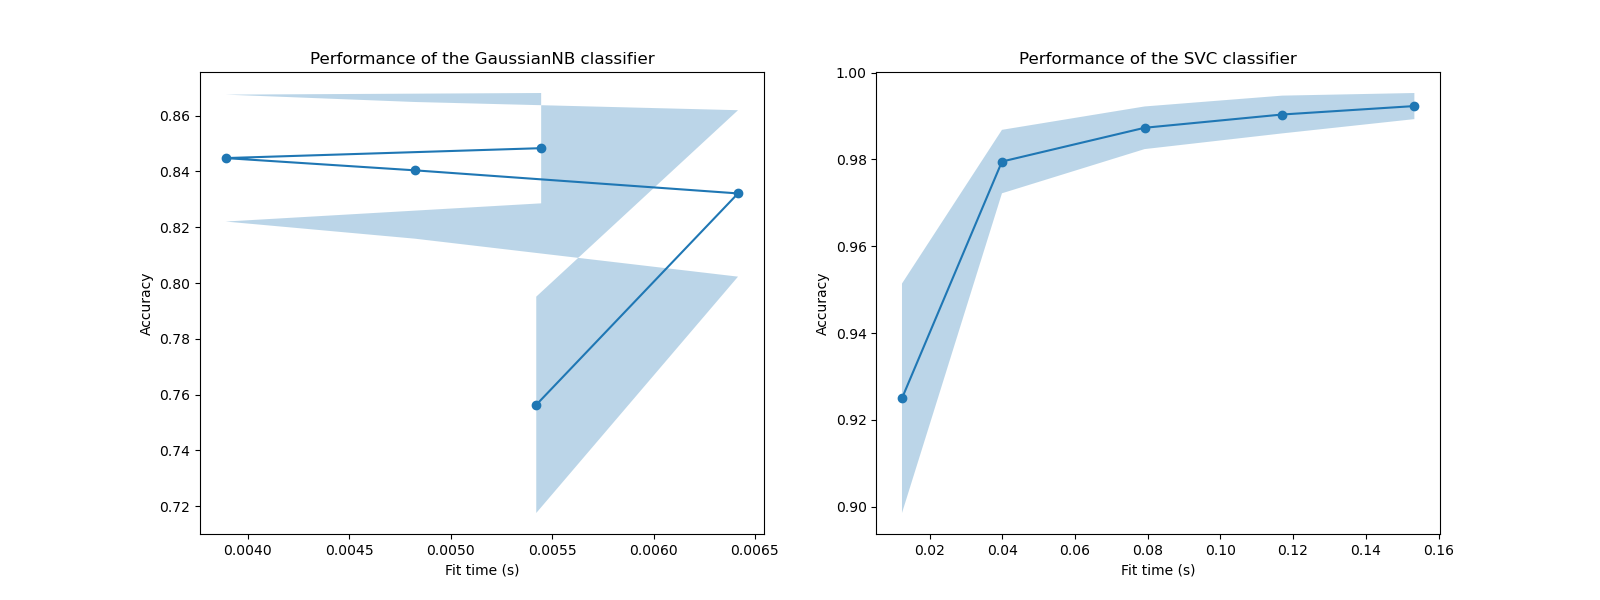 Performance of the GaussianNB classifier
0.86
0.84
0.82
0.80
0.78
0.76
0.74
0.72
Accuracy
0.0040 0.0045 0.0050 0.0055 0.0060 0.0065
Fit time (s)
Performance of the SVC classifier
1.00
0.98
0.96
0.94
0.92
0.90
Accuracy
0.02 0.04 0.06 0.08 0.10 0.12 0.14 0.16
Fit time (s)